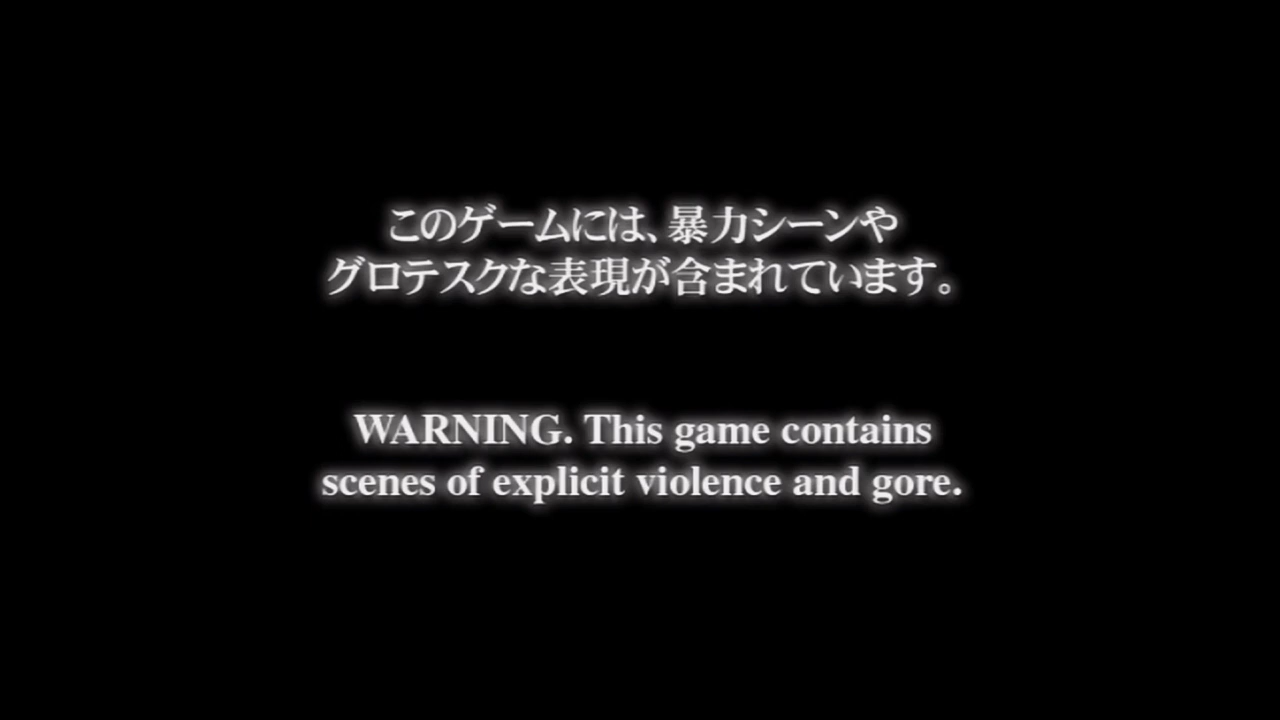 このゲームには、暴力シーンや
グロテスクな表現が含まれています。
WARNING. This game contains
scenes of explicit violence and gore.